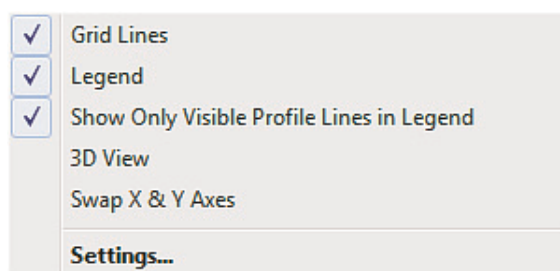 Grid Lines
Legend
Show Only Visible Profile Lines in Legend
3D View
Swap X & Y Axes
Settings...